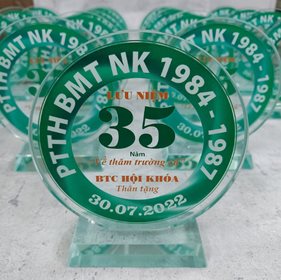 PTTH BMT NK 1984 - 1987
LƯU NIỆM
35
Năm
Về thăm trường cũ
BTC HỘI KHÓA
Thân tặng
30.07.2022